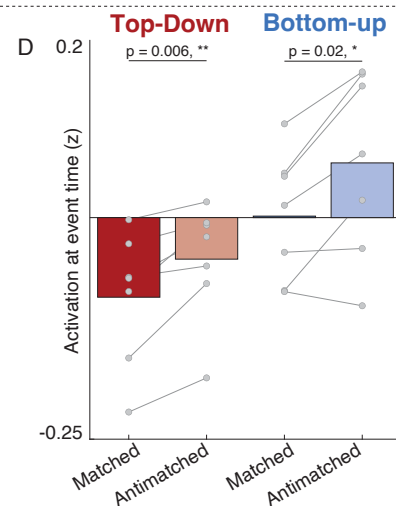 D
Top-Down Bottom-up
p = 0.006, ** p = 0.02, *
0.2
Activation at event time (z)
-0.25
Matched Antimatched Matched Antimatched